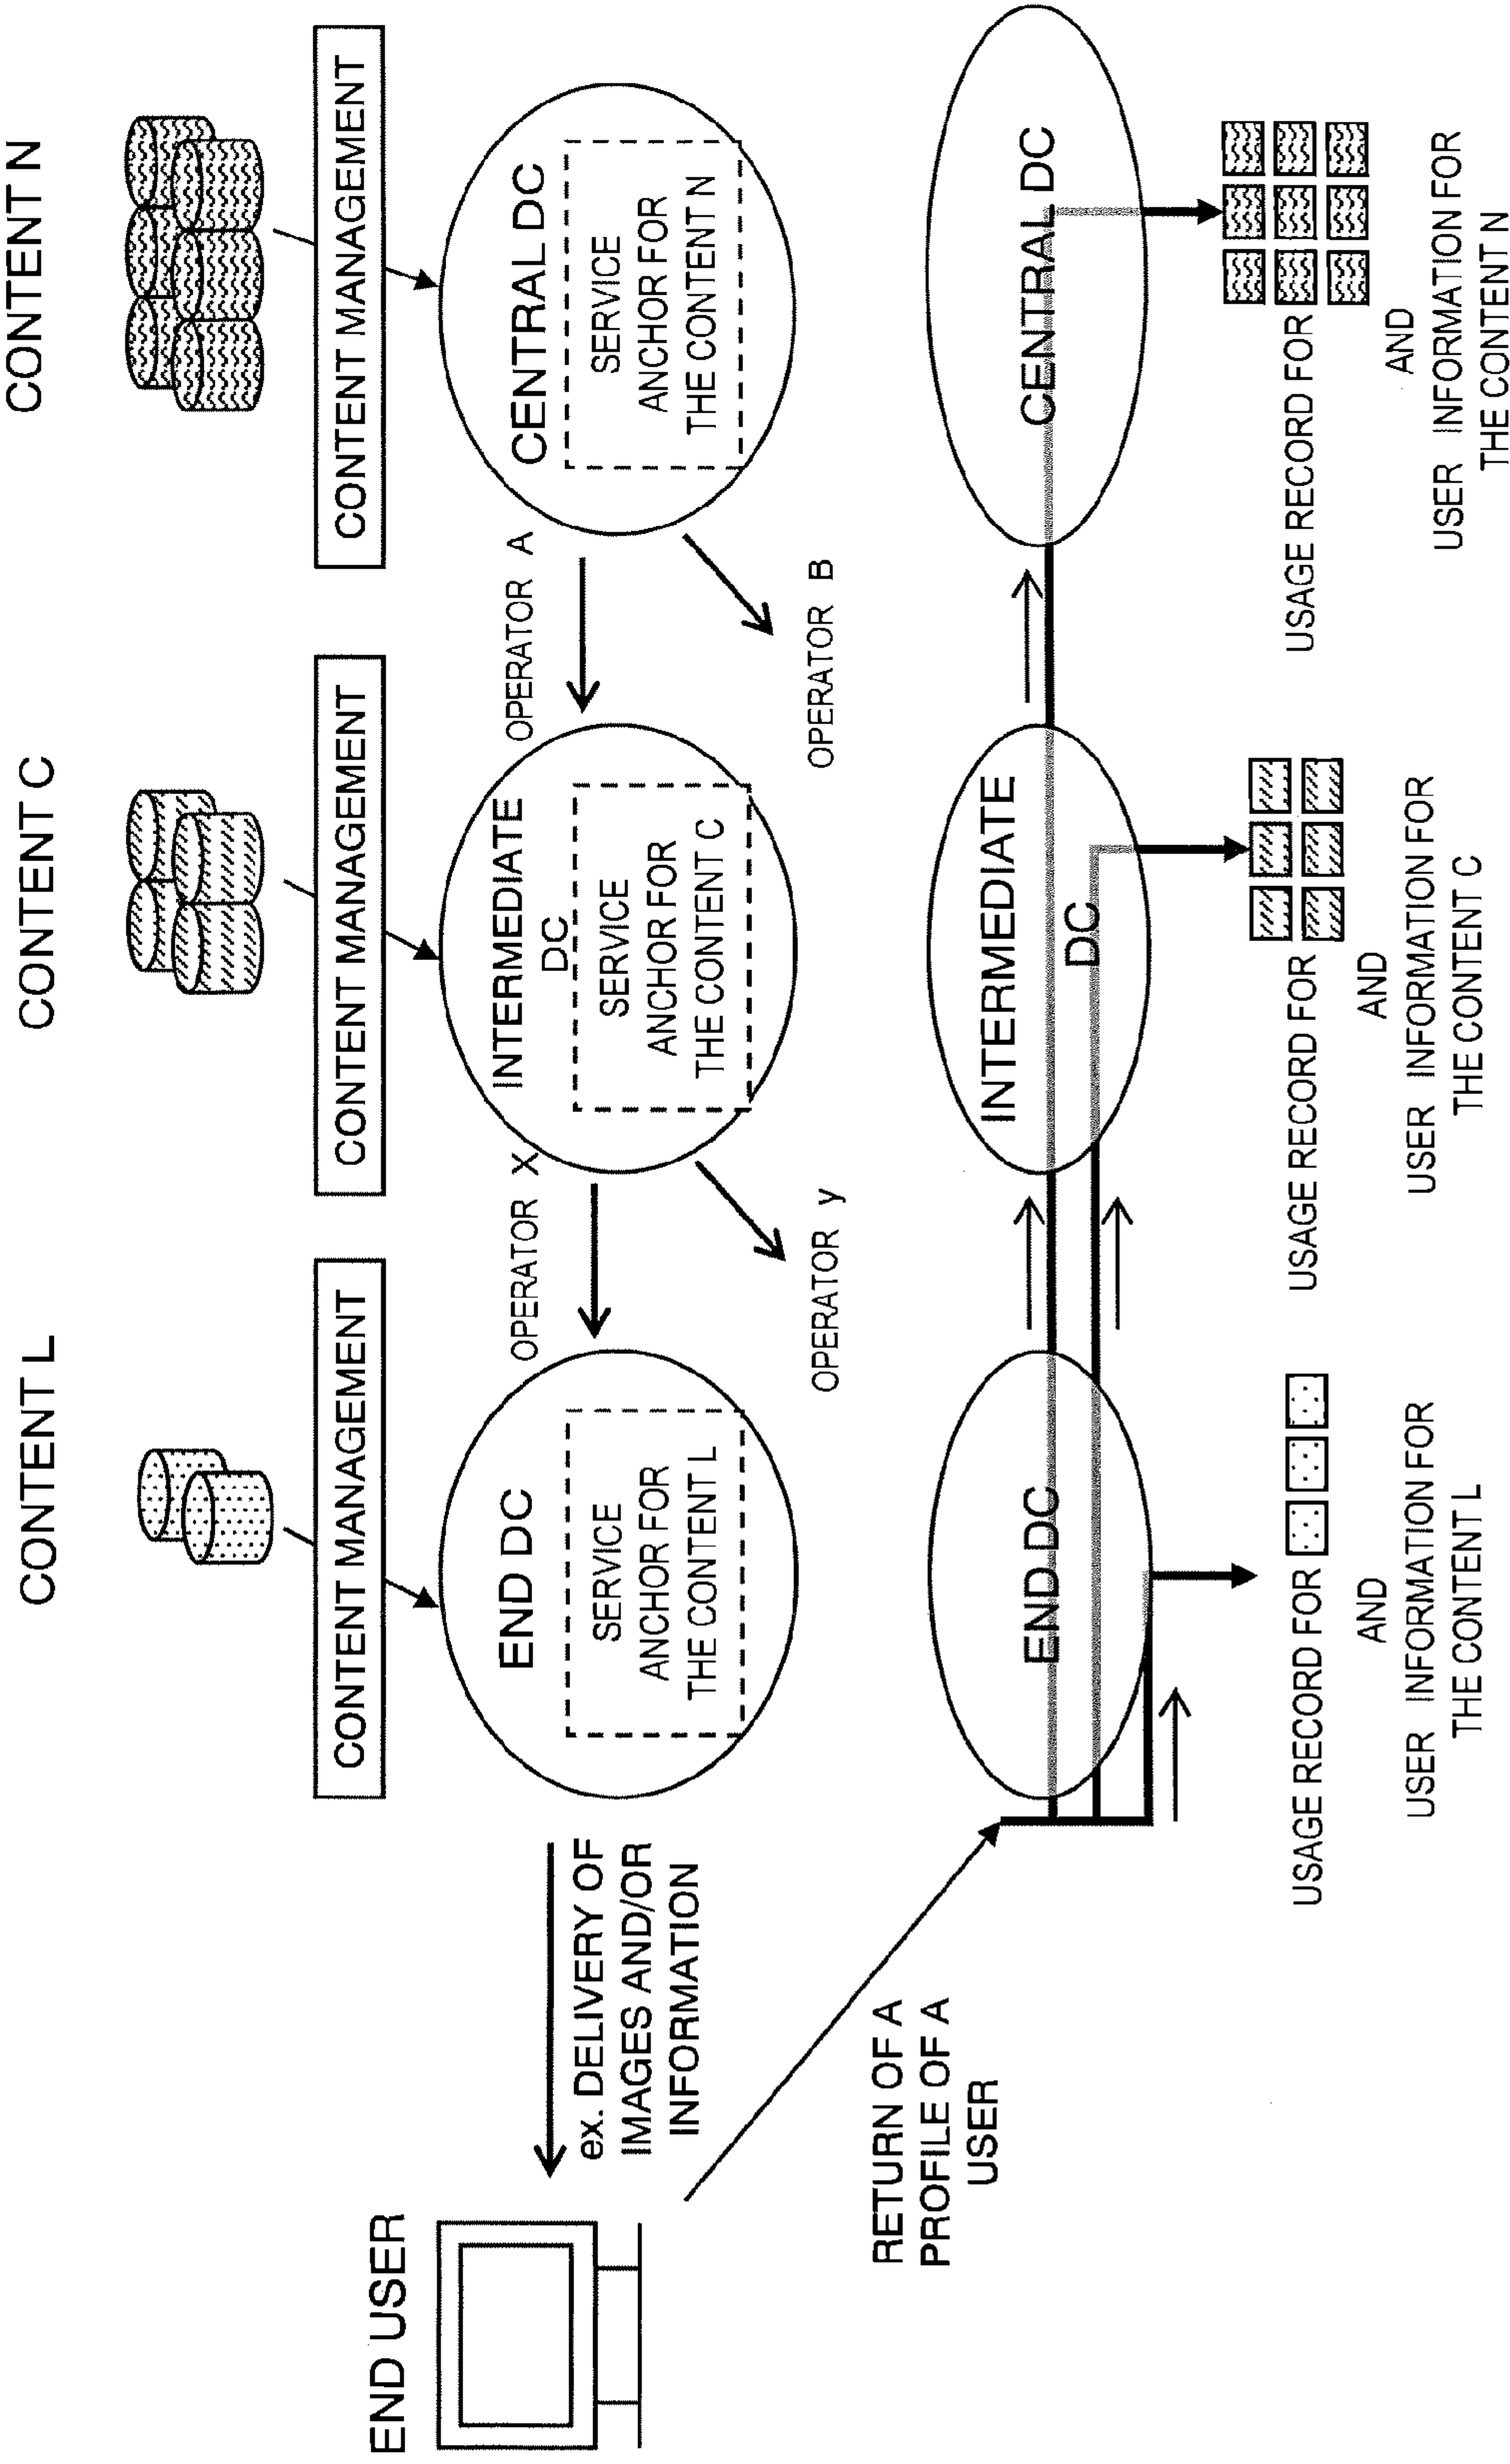 CONTENT L
CONTENT C
CONTENT N
CONTENT MANAGEMENT
CONTENT MANAGEMENT
CONTENT MANAGEMENT
END USER
ex. DELIVERY OF
IMAGES AND/OR
INFORMATION
END DC
SERVICE
ANCHOR FOR
THE CONTENT L
OPERATOR X
OPERATOR y
INTERMEDIATE
DC
SERVICE
ANCHOR FOR
THE CONTENT C
OPERATOR A
OPERATOR B
CENTRAL DC
SERVICE
ANCHOR FOR
THE CONTENT N
RETURN OF A
PROFILE OF A
USER
END DC
INTERMEDIATE
DC
CENTRAL DC
USAGE RECORD FOR
AND
USER INFORMATION FOR
THE CONTENT L
USAGE RECORD FOR
AND
USER INFORMATION FOR
THE CONTENT C
USAGE RECORD FOR
AND
USER INFORMATION FOR
THE CONTENT N